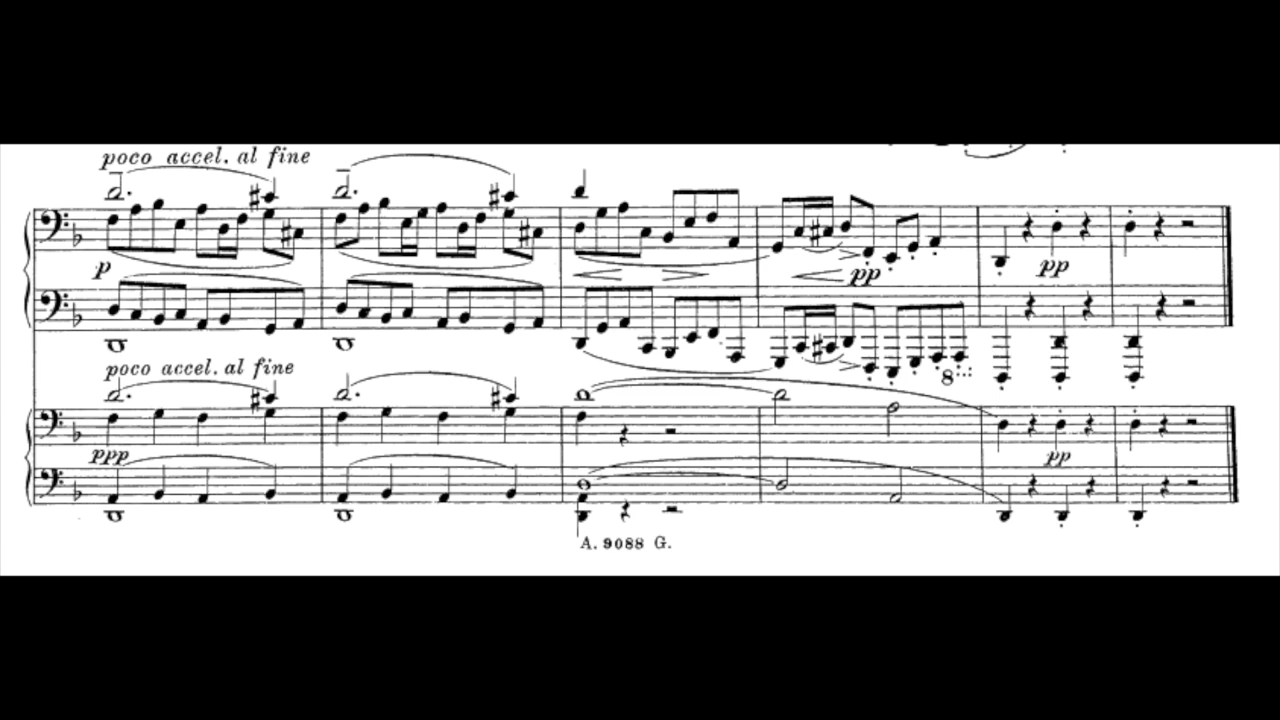 poco accel. al fine
p
pp
pp
8
poco accel. al fine
ppp
pp
A. 9088 G.